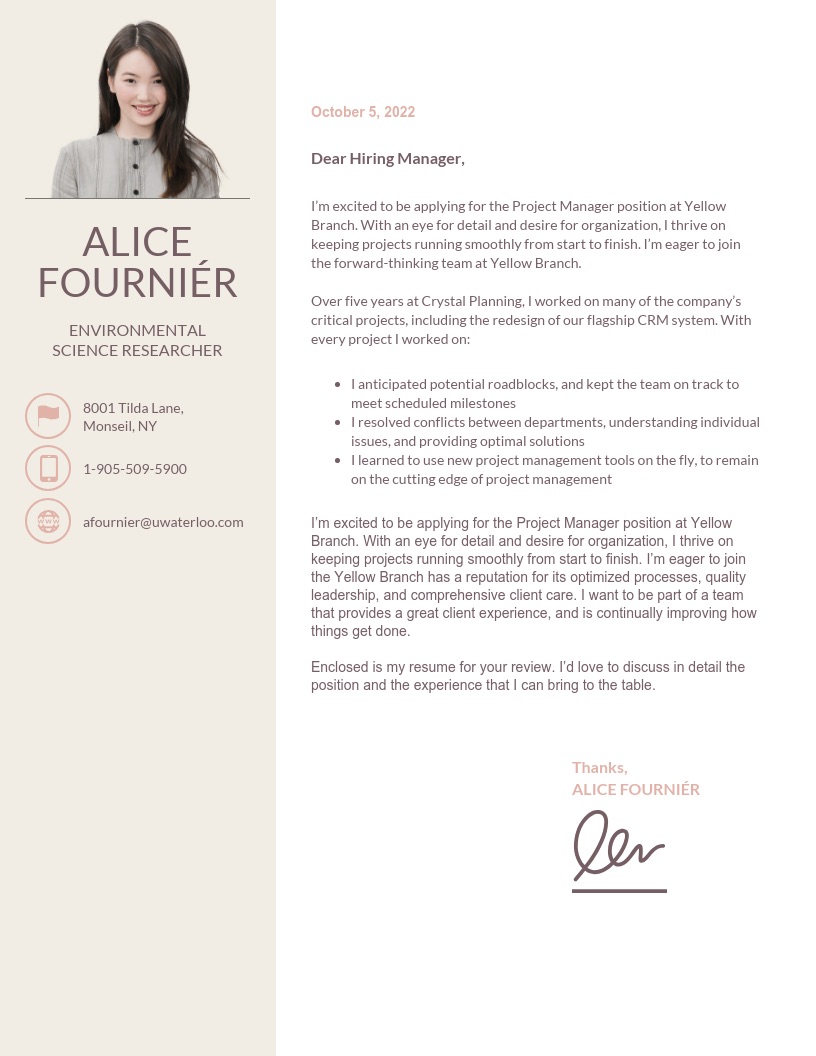 ALICE
FOURNIÉR
ENVIRONMENTAL
SCIENCE RESEARCHER
8001 Tilda Lane,
Monseil, NY
1-905-509-5900
WWW
afournier@uwaterloo.com
October 5, 2022
Dear Hiring Manager,
I'm excited to be applying for the Project Manager position at Yellow
Branch. With an eye for detail and desire for organization, I thrive on
keeping projects running smoothly from start to finish. I'm eager to join
the forward-thinking team at Yellow Branch.
Over five years at Crystal Planning, I worked on many of the company's
critical projects, including the redesign of our flagship CRM system. With
every project I worked on:
• I anticipated potential roadblocks, and kept the team on track to
meet scheduled milestones
• I resolved conflicts between departments, understanding individual
issues, and providing optimal solutions
• I learned to use new project management tools on the fly, to remain
on the cutting edge of project management
I'm excited to be applying for the Project Manager position at Yellow
Branch. With an eye for detail and desire for organization, I thrive on
keeping projects running smoothly from start to finish. I'm eager to join
the Yellow Branch has a reputation for its optimized processes, quality
leadership, and comprehensive client care. I want to be part of a team
that provides a great client experience, and is continually improving how
things get done.
Enclosed is my resume for your review. I'd love to discuss in detail the
position and the experience that I can bring to the table.
Thanks,
ALICE FOURNIÉR